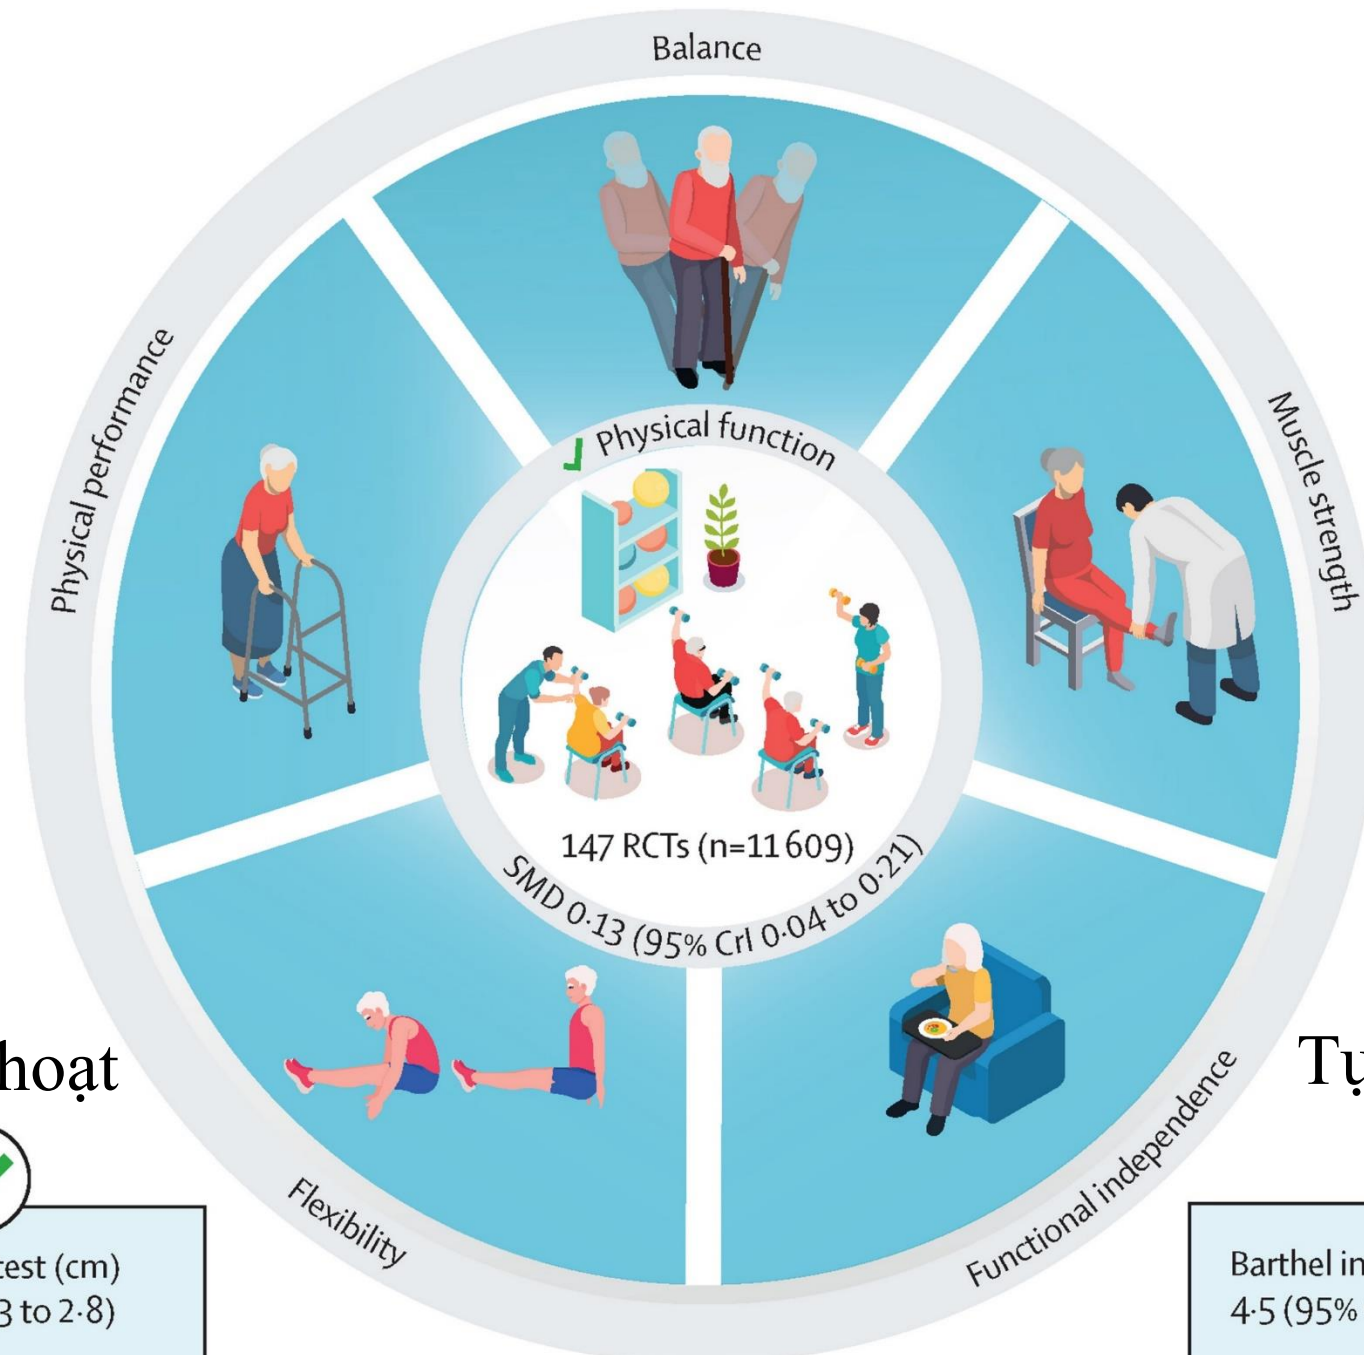 Balance
Physical performance
Muscle strength
Physical function
147 RCTs (n=11 609)
SMD 0·13 (95% CrI 0·04 to 0·21)
Flexibility
Functional independence
hoạt
Tự
test (cm)
3 to 2·8)
Barthel in
4·5 (95%